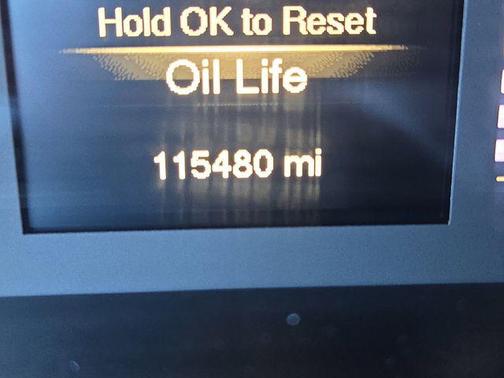 Hold OK to Reset
Oil Life
115480 mi